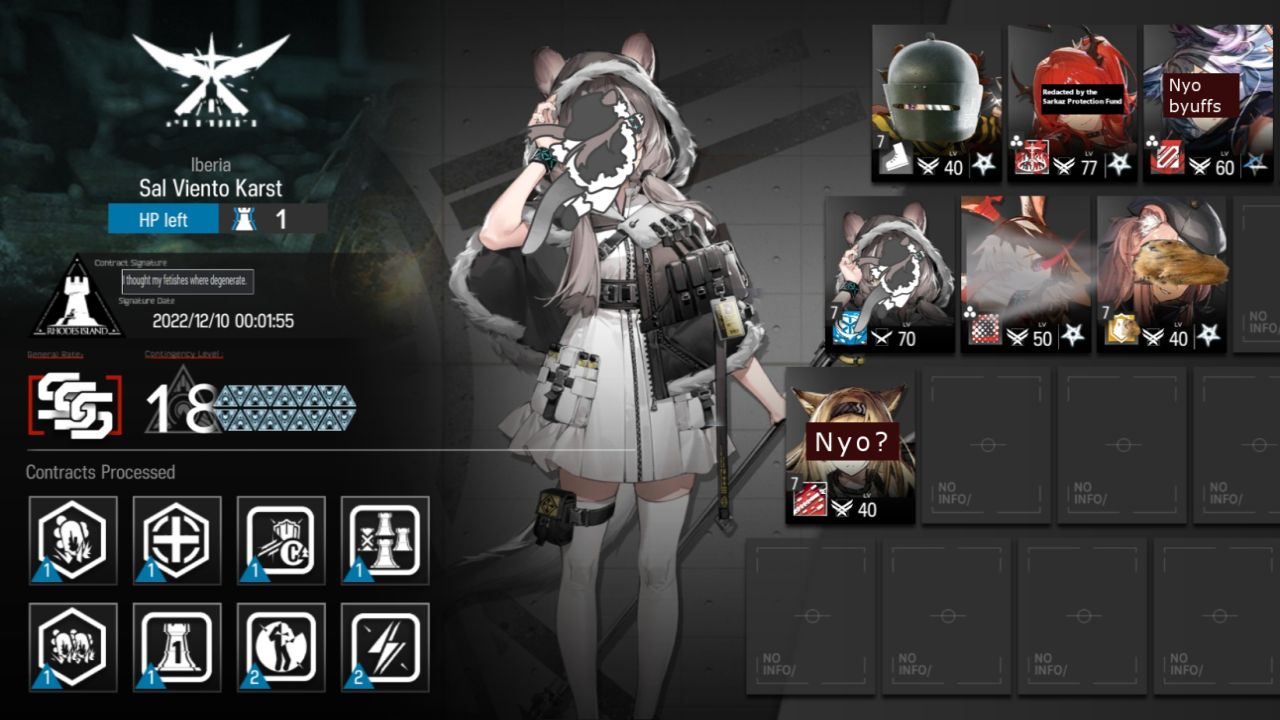 Iberia
Sal Viento Karst
HP left 1
Contract Signature
I thought my fetishes where degenerate.
Signature Date
2022/12/10 00:01:55
RHODES ISLAND
General Rate:
Contingency Level:
SSS
18
Contracts Processed
1
1
1
1
1
1
2
2
7
LV
40
Redacted by the
Sarkaz Protection Fund
LV
77
Nyo
byuffs
LV
60
7
LV
70
LV
50
7
LV
40
NO
INFO/
Nyo?
7
LV
40
NO
INFO/
NO
INFO/
NO
INFO/
NO
INFO/
NO
INFO/
NO
INFO/
NO
INFO/